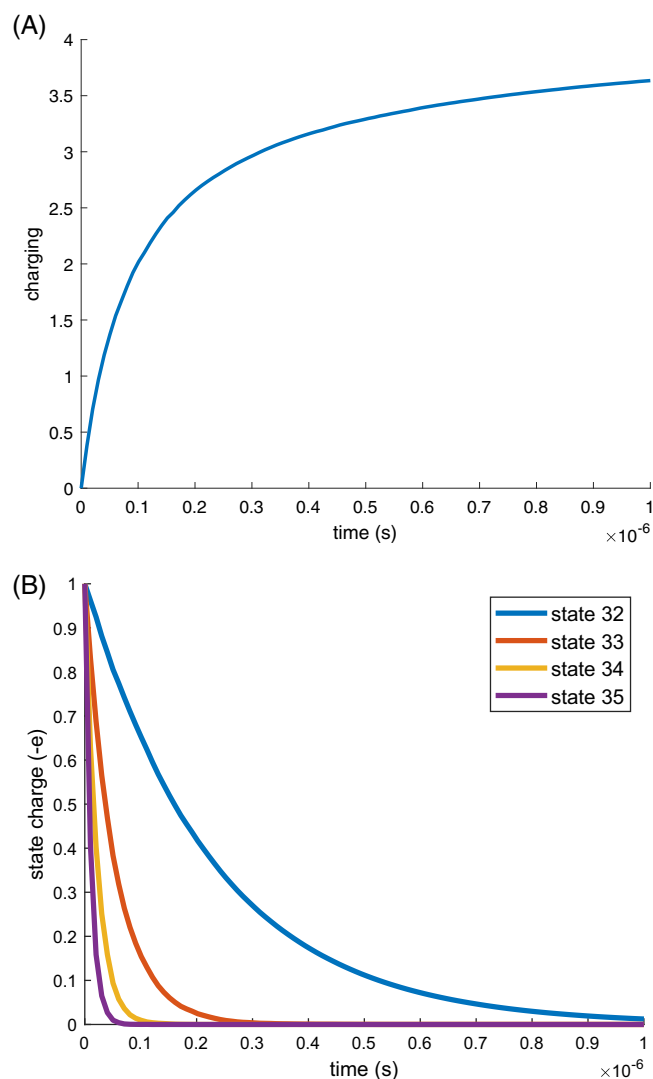 (A)
4
3.5
3
2.5
2
1.5
1
0.5
0
charging
0 0.1 0.2 0.3 0.4 0.5 0.6 0.7 0.8 0.9 1
time (s)
×10-6
(B)
1
0.9
0.8
0.7
0.6
0.5
0.4
0.3
0.2
0.1
0
state charge (-e)
state 32
state 33
state 34
state 35
0 0.1 0.2 0.3 0.4 0.5 0.6 0.7 0.8 0.9 1
time (s)
×10-6